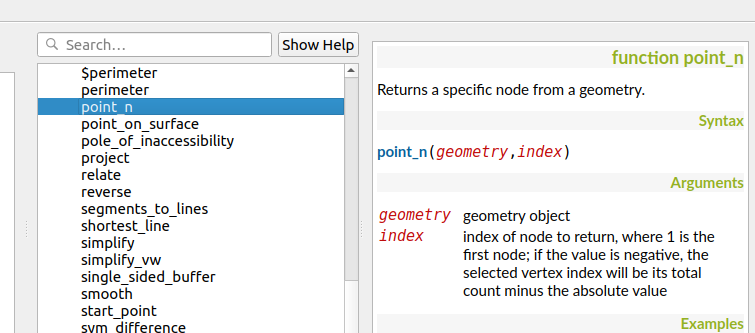 Search…
Show Help
$perimeter
perimeter
point_n
point_on_surface
pole_of_inaccessibility
project
relate
reverse
segments_to_lines
shortest_line
simplify
simplify_vw
single_sided_buffer
smooth
start_point
sym_difference
function point_n
Returns a specific node from a geometry.
Syntax
point_n(geometry,index)
Arguments
geometry geometry object
index index of node to return, where 1 is the
first node; if the value is negative, the
selected vertex index will be its total
count minus the absolute value
Examples